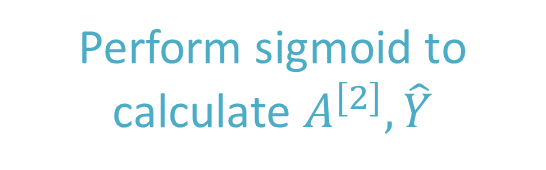 Perform sigmoid to
calculate A^[2], Ŷ